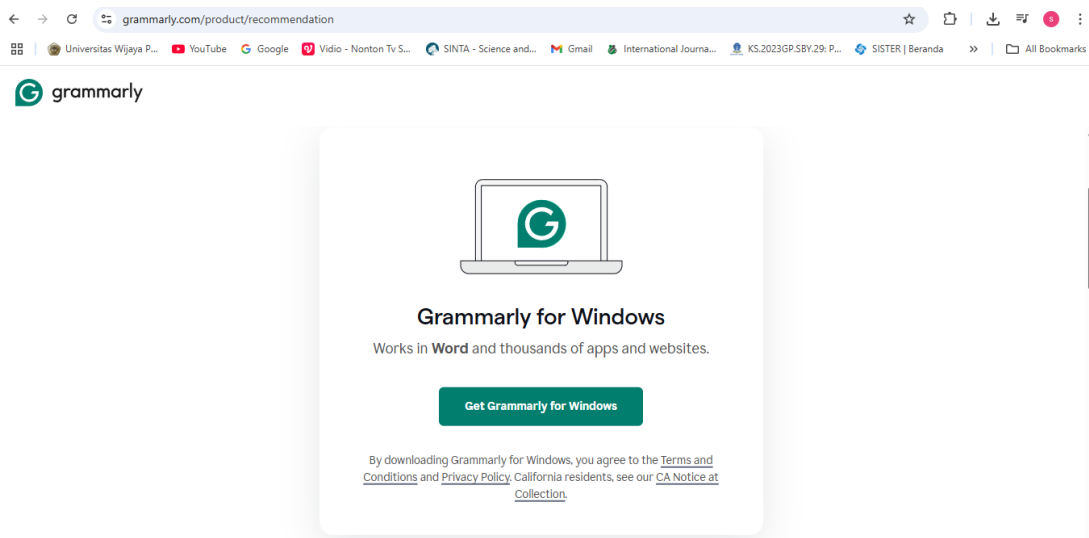 grammarly.com/product/recommendation
s
Universitas Wijaya P...
YouTube
Google
Vidio - Nonton Tv S...
SINTA - Science and...
Gmail
International Journa...
KS.2023GP.SBY.29: P...
SISTER | Beranda
»
All Bookmarks
grammarly
Grammarly for Windows
Works in Word and thousands of apps and websites.
Get Grammarly for Windows
By downloading Grammarly for Windows, you agree to the Terms and
Conditions and Privacy Policy. California residents, see our CA Notice at
Collection.